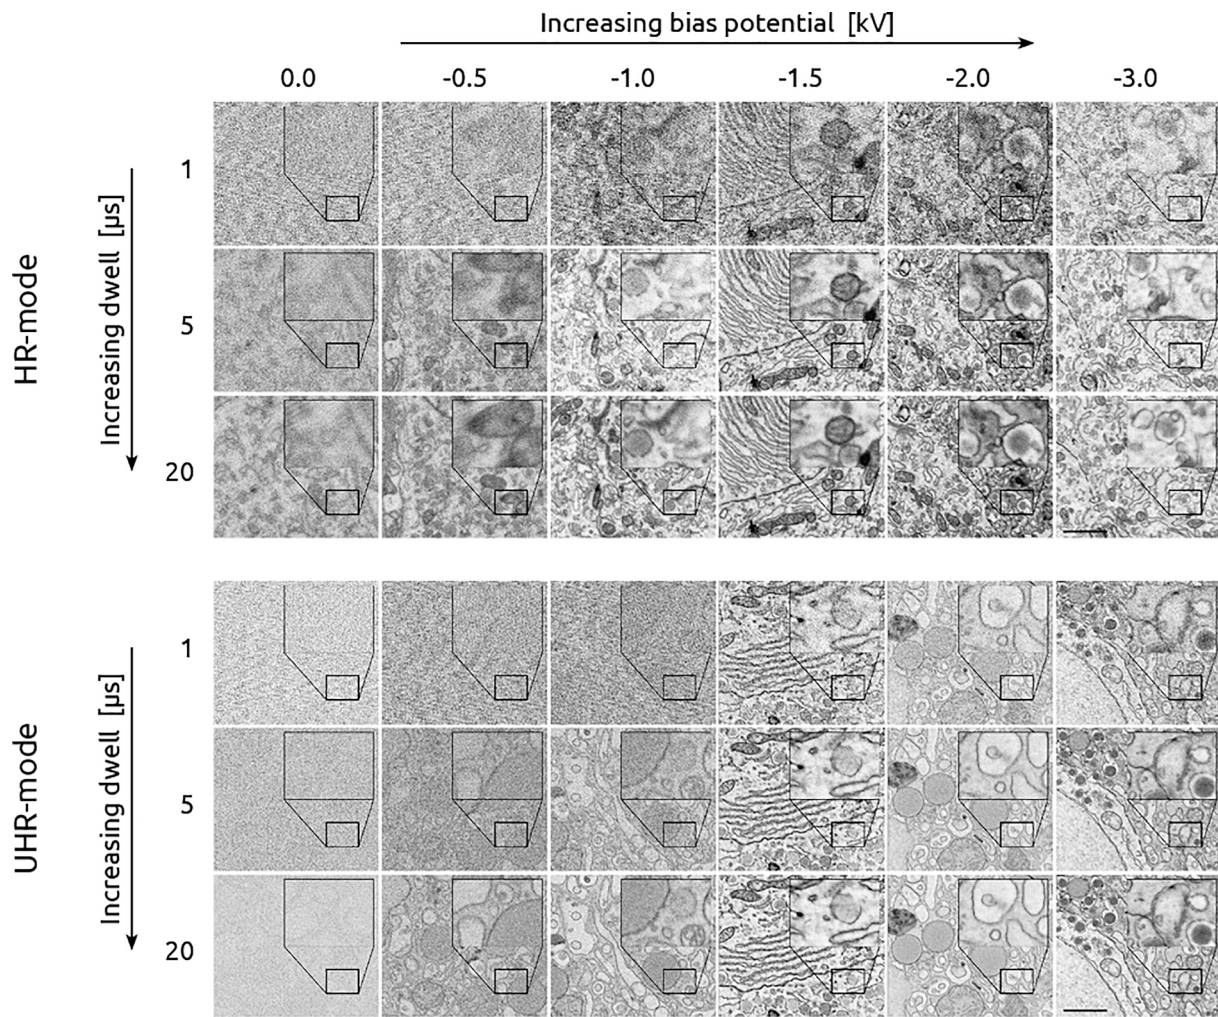 Increasing bias potential [kV]
0.0 -0.5 -1.0 -1.5 -2.0 -3.0
HR-mode
Increasing dwell [µs]
1
5
20
UHR-mode
Increasing dwell [µs]
1
5
20